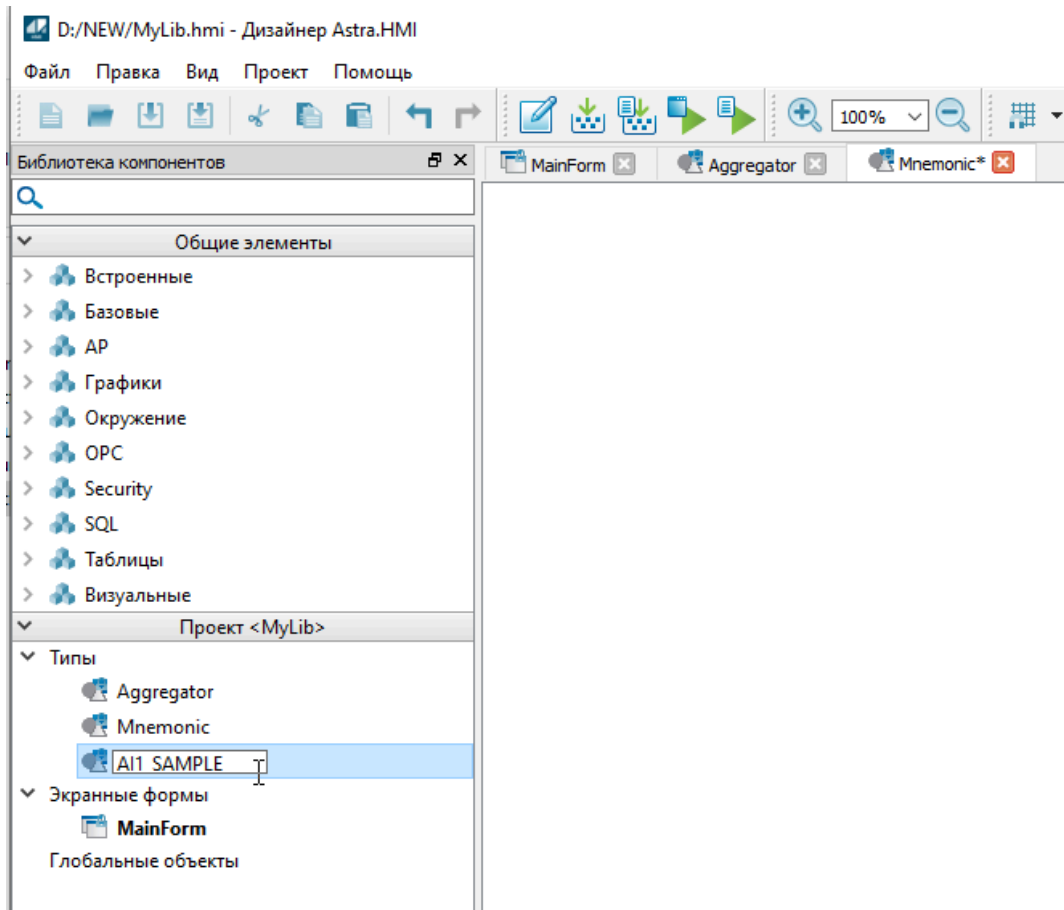 D:/NEW/MyLib.hmi - Дизайнер Astra.HMI
Файл Правка Вид Проект Помощь
100%
Библиотека компонентов
MainForm Aggregator Mnemonic*
Общие элементы
Встроенные
Базовые
AP
Графики
Окружение
OPC
Security
SQL
Таблицы
Визуальные
Проект <MyLib>
Типы
Aggregator
Mnemonic
AI1_SAMPLE
Экранные формы
MainForm
Глобальные объекты